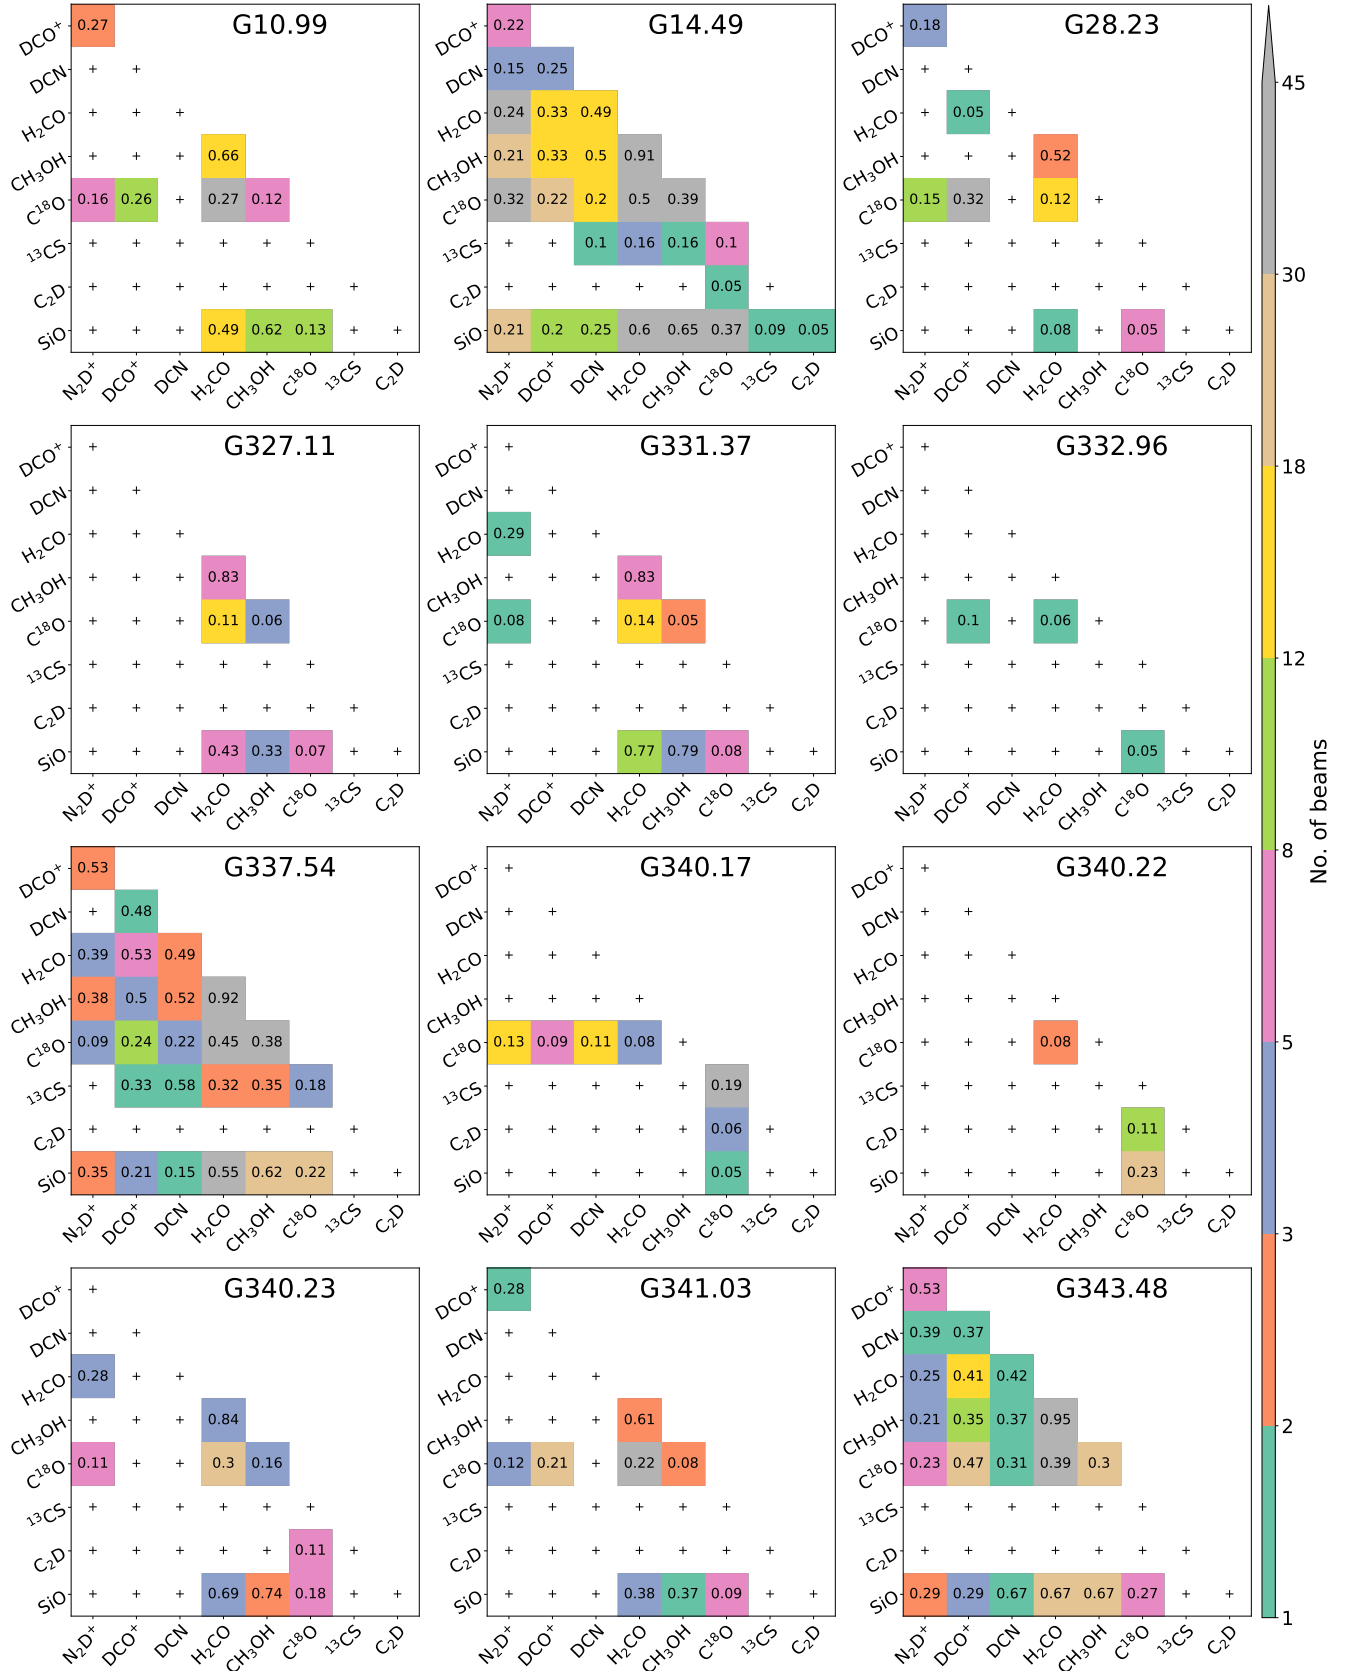 G10.99
DCO⁺ 0.27
DCN + +
H₂CO + + +
CH₃OH + + + 0.66
C¹⁸O 0.16 0.26 + 0.27 0.12
¹³CS + + + + + +
C₂D + + + + + + +
SiO + + + 0.49 0.62 0.13 + +
N₂D⁺ DCO⁺ DCN H₂CO CH₃OH C¹⁸O ¹³CS C₂D
G14.49
DCO⁺ 0.22
DCN 0.15 0.25
H₂CO 0.24 0.33 0.49
CH₃OH 0.21 0.33 0.5 0.91
C¹⁸O 0.32 0.22 0.2 0.5 0.39
¹³CS + + 0.1 0.16 0.16 0.1
C₂D + + + + + 0.05 +
SiO 0.21 0.2 0.25 0.6 0.65 0.37 0.09 0.05
N₂D⁺ DCO⁺ DCN H₂CO CH₃OH C¹⁸O ¹³CS C₂D
G28.23
DCO⁺ 0.18
DCN + +
H₂CO + 0.05 +
CH₃OH + + + 0.52
C¹⁸O 0.15 0.32 + 0.12 +
¹³CS + + + + + +
C₂D + + + + + + +
SiO + + + 0.08 + 0.05 + +
N₂D⁺ DCO⁺ DCN H₂CO CH₃OH C¹⁸O ¹³CS C₂D
G327.11
DCO⁺ +
DCN + +
H₂CO + + +
CH₃OH + + + 0.83
C¹⁸O + + + 0.11 0.06
¹³CS + + + + + +
C₂D + + + + + + +
SiO + + + 0.43 0.33 0.07 + +
N₂D⁺ DCO⁺ DCN H₂CO CH₃OH C¹⁸O ¹³CS C₂D
G331.37
DCO⁺ +
DCN + +
H₂CO 0.29 + +
CH₃OH + + + 0.83
C¹⁸O 0.08 + + 0.14 0.05
¹³CS + + + + + +
C₂D + + + + + + +
SiO + + + 0.77 0.79 0.08 + +
N₂D⁺ DCO⁺ DCN H₂CO CH₃OH C¹⁸O ¹³CS C₂D
G332.96
DCO⁺ +
DCN + +
H₂CO + + +
CH₃OH + + + +
C¹⁸O + 0.1 + 0.06 +
¹³CS + + + + + +
C₂D + + + + + + +
SiO + + + + + 0.05 + +
N₂D⁺ DCO⁺ DCN H₂CO CH₃OH C¹⁸O ¹³CS C₂D
G337.54
DCO⁺ 0.53
DCN + 0.48
H₂CO 0.39 0.53 0.49
CH₃OH 0.38 0.5 0.52 0.92
C¹⁸O 0.09 0.24 0.22 0.45 0.38
¹³CS + 0.33 0.58 0.32 0.35 0.18
C₂D + + + + + + +
SiO 0.35 0.21 0.15 0.55 0.62 0.22 + +
N₂D⁺ DCO⁺ DCN H₂CO CH₃OH C¹⁸O ¹³CS C₂D
G340.17
DCO⁺ +
DCN + +
H₂CO + + +
CH₃OH + + + +
C¹⁸O 0.13 0.09 0.11 0.08 +
¹³CS + + + + + 0.19
C₂D + + + + + 0.06 +
SiO + + + + + 0.05 + +
N₂D⁺ DCO⁺ DCN H₂CO CH₃OH C¹⁸O ¹³CS C₂D
G340.22
DCO⁺ +
DCN + +
H₂CO + + +
CH₃OH + + + +
C¹⁸O + + + 0.08 +
¹³CS + + + + + +
C₂D + + + + + 0.11 +
SiO + + + + + 0.23 + +
N₂D⁺ DCO⁺ DCN H₂CO CH₃OH C¹⁸O ¹³CS C₂D
G340.23
DCO⁺ +
DCN + +
H₂CO 0.28 + +
CH₃OH + + + 0.84
C¹⁸O 0.11 + + 0.3 0.16
¹³CS + + + + + +
C₂D + + + + + 0.11 +
SiO + + + 0.69 0.74 0.18 + +
N₂D⁺ DCO⁺ DCN H₂CO CH₃OH C¹⁸O ¹³CS C₂D
G341.03
DCO⁺ 0.28
DCN + +
H₂CO + + +
CH₃OH + + + 0.61
C¹⁸O 0.12 0.21 + 0.22 0.08
¹³CS + + + + + +
C₂D + + + + + + +
SiO + + + 0.38 0.37 0.09 + +
N₂D⁺ DCO⁺ DCN H₂CO CH₃OH C¹⁸O ¹³CS C₂D
G343.48
DCO⁺ 0.53
DCN 0.39 0.37
H₂CO 0.25 0.41 0.42
CH₃OH 0.21 0.35 0.37 0.95
C¹⁸O 0.23 0.47 0.31 0.39 0.3
¹³CS + + + + + +
C₂D + + + + + + +
SiO 0.29 0.29 0.67 0.67 0.67 0.27 + +
N₂D⁺ DCO⁺ DCN H₂CO CH₃OH C¹⁸O ¹³CS C₂D
45
30
18
12
8
5
3
2
1
No. of beams